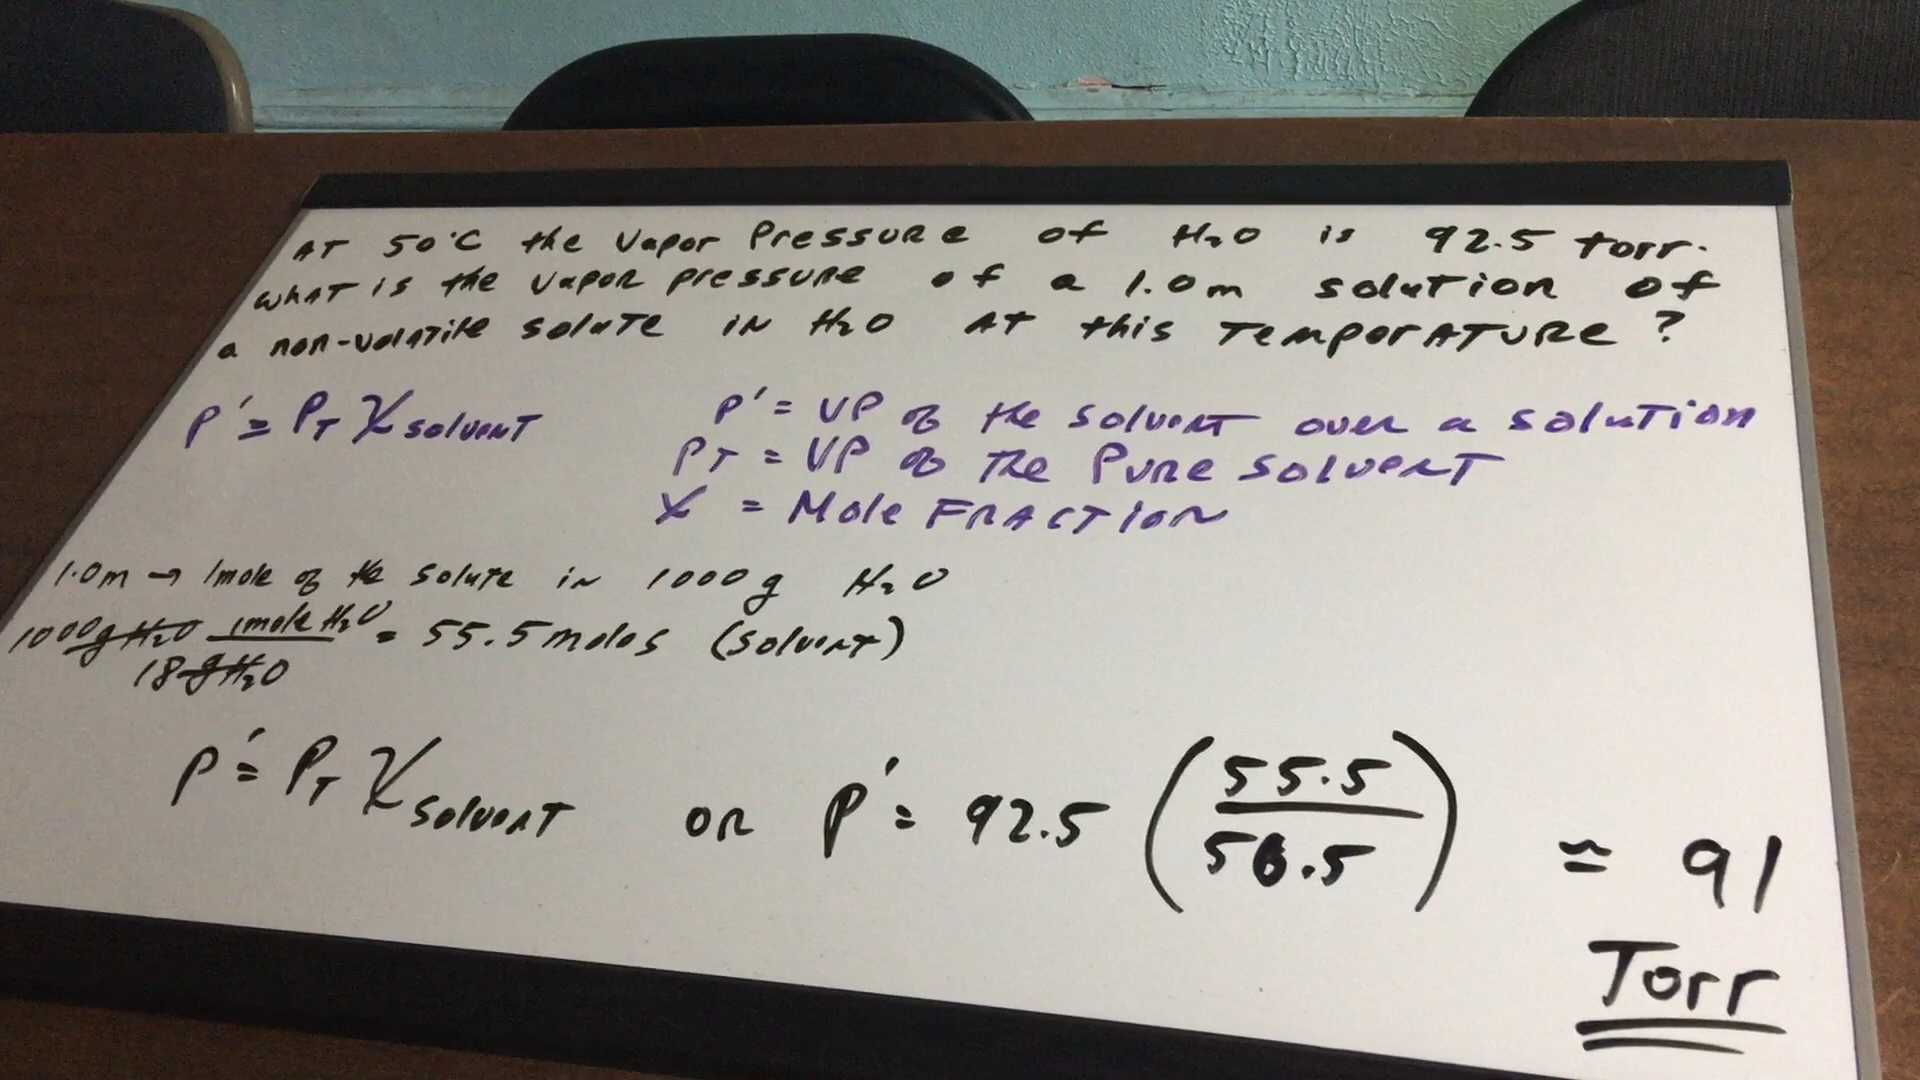 AT 50°C the Vapor Pressure of H₂O is 92.5 torr.
what is the vapor pressure of a 1.0m solution of
a non-volatile solute in H₂O AT this TemperATURE?
P' = P_T χ_solvent
P' = VP of the solvent over a solution
P_T = VP of The Pure SOLVENT
χ = Mole FRACTION
1.0m → 1mole of the solute in 1000g H₂O
1000g H₂O 1mole H₂O = 55.5 moles (solvent)
18g H₂O
P' = P_T χ_solvent or P' = 92.5 (55.5/56.5) = 91
Torr